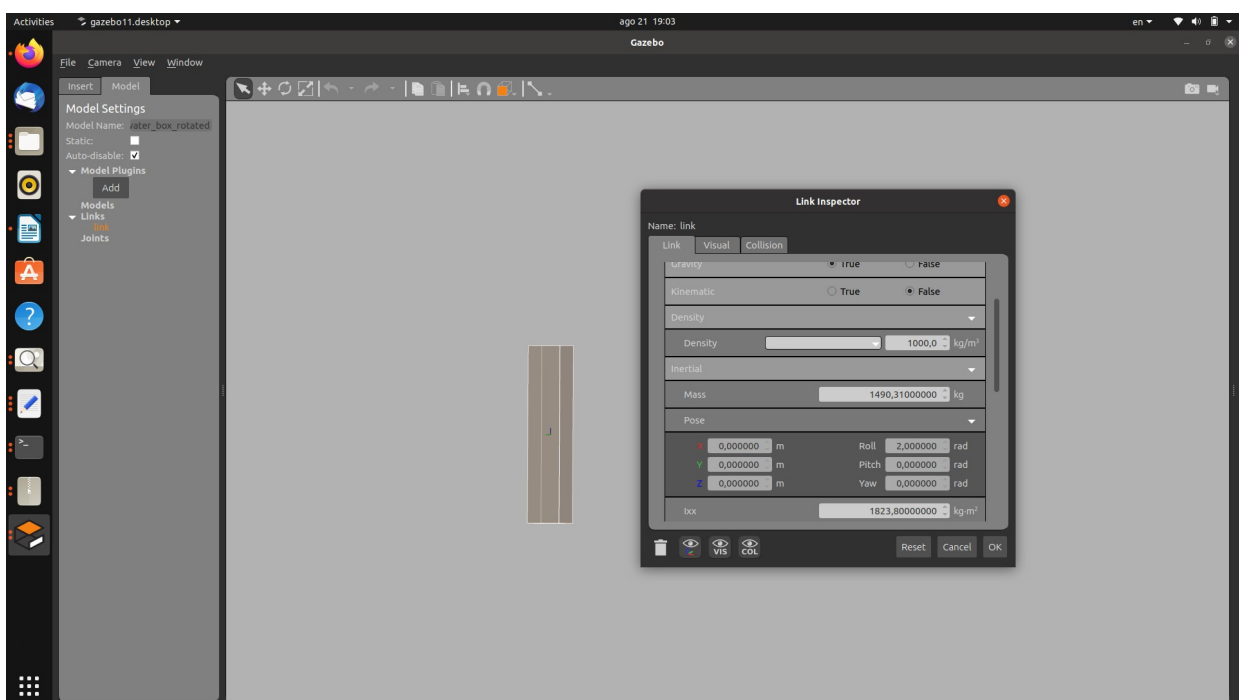 Activities gazebo11.desktop ago 21 19:03 en
Gazebo
File Camera View Window
Insert Model
Model Settings
Model Name: vater_box_rotated
Static:
Auto-disable:
Model Plugins
Add
Models
Links
link
Joints
Link Inspector
Name: link
Link Visual Collision
Gravity True False
Kinematic True False
Density
Density 1000,0 kg/m³
Inertial
Mass 1490,31000000 kg
Pose
X 0,000000 m Roll 2,000000 rad
Y 0,000000 m Pitch 0,000000 rad
Z 0,000000 m Yaw 0,000000 rad
Ixx 1823,80000000 kg·m²
VIS COL Reset Cancel OK